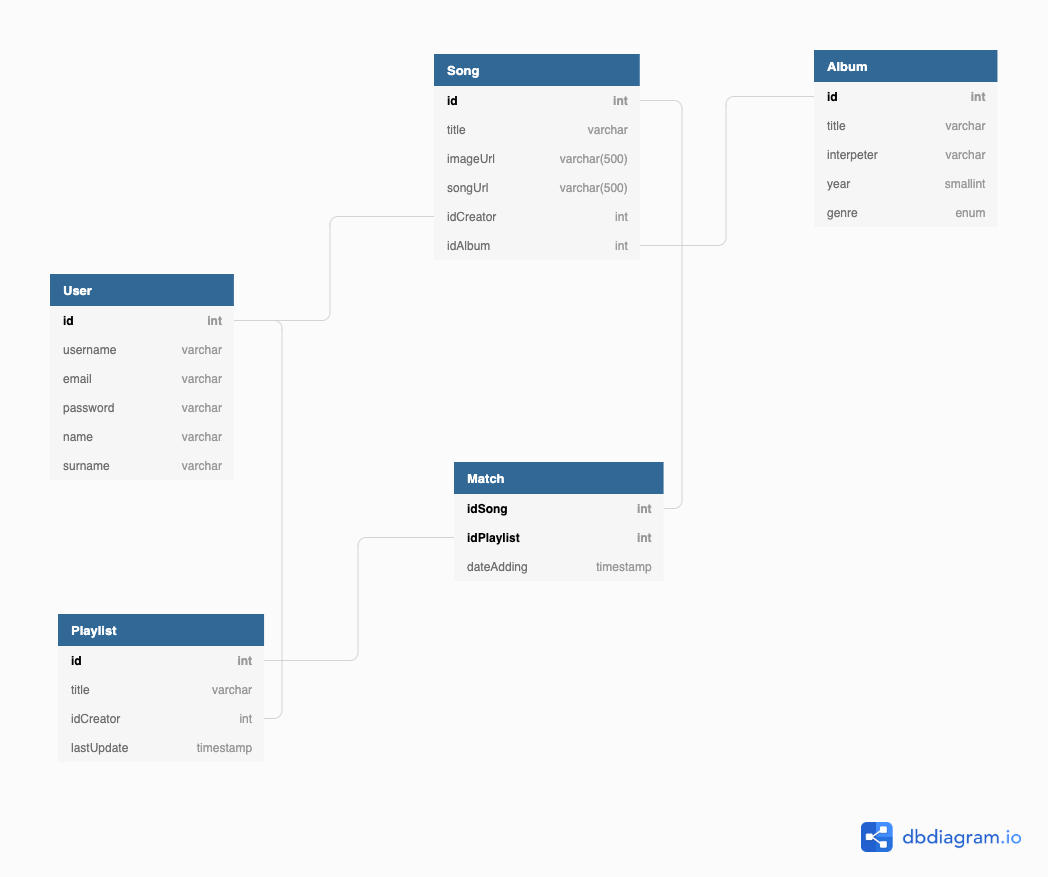 Song
id int
title varchar
imageUrl varchar(500)
songUrl varchar(500)
idCreator int
idAlbum int
Album
id int
title varchar
interpeter varchar
year smallint
genre enum
User
id int
username varchar
email varchar
password varchar
name varchar
surname varchar
Match
idSong int
idPlaylist int
dateAdding timestamp
Playlist
id int
title varchar
idCreator int
lastUpdate timestamp
dbdiagram.io